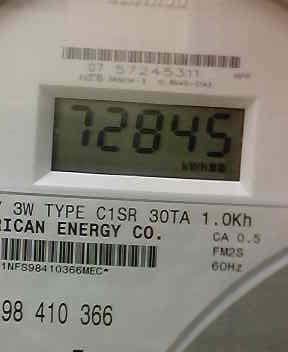 07 57245311
72845
kWh
3W TYPE C1SR 30TA 1.0Kh
RICAN ENERGY CO.
CA 0.5
FM2S
60Hz
1NFS98410366MEC*
98 410 366